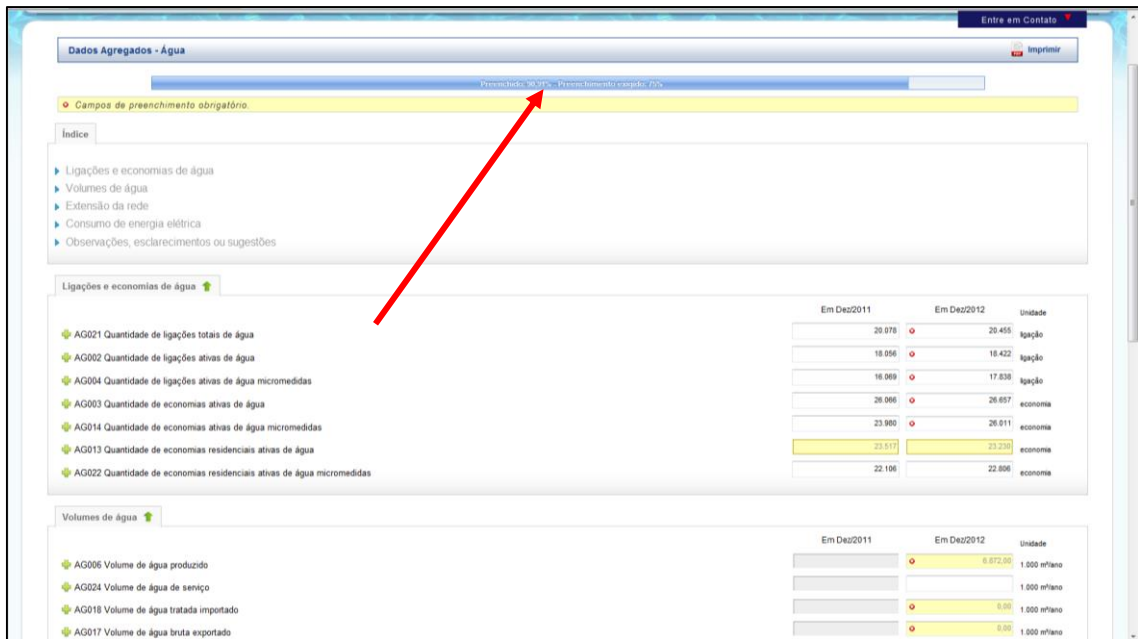 Entre em Contato
Dados Agregados - Água
Imprimir
Preenchido: 90,91% - Preenchimento exigido: 75%
Campos de preenchimento obrigatório.
Índice
Ligações e economias de água
Volumes de água
Extensão da rede
Consumo de energia elétrica
Observações, esclarecimentos ou sugestões
Ligações e economias de água
Em Dez/2011 Em Dez/2012 Unidade
AG021 Quantidade de ligações totais de água 20.078 20.455 ligação
AG002 Quantidade de ligações ativas de água 18.056 18.422 ligação
AG004 Quantidade de ligações ativas de água micromedidas 16.069 17.838 ligação
AG003 Quantidade de economias ativas de água 26.066 26.657 economia
AG014 Quantidade de economias ativas de água micromedidas 23.980 26.011 economia
AG013 Quantidade de economias residenciais ativas de água 23.517 23.230 economia
AG022 Quantidade de economias residenciais ativas de água micromedidas 22.106 22.806 economia
Volumes de água
Em Dez/2011 Em Dez/2012 Unidade
AG006 Volume de água produzido 6.872,00 1.000 m³/ano
AG024 Volume de água de serviço 1.000 m³/ano
AG018 Volume de água tratada importado 0,00 1.000 m³/ano
AG017 Volume de água bruta exportado 0,00 1.000 m³/ano